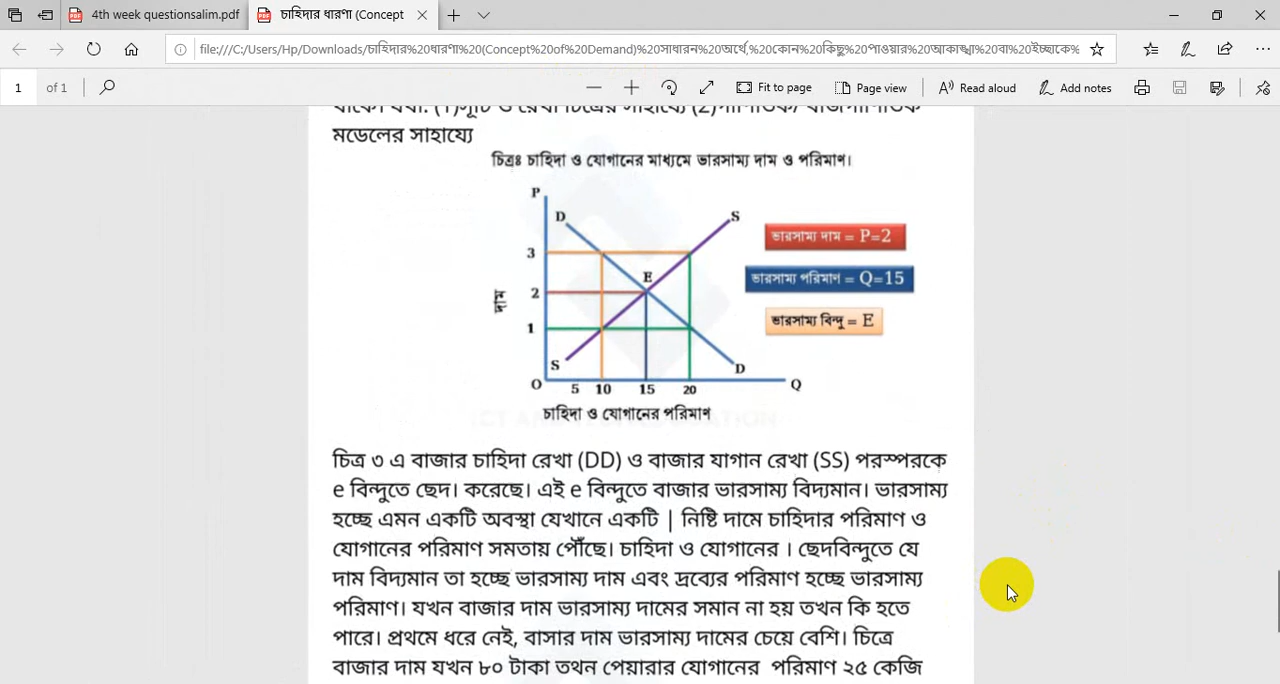 4th week questionsalim.pdf
চাহিদার ধারণা (Concept
file:///C:/Users/Hp/Downloads/চাহিদার%20ধারণা%20(Concept%20of%20Demand)%20সাধারন%20অর্থে,%20কোন%20কিছু%20পাওয়ার%20আকাঙ্খা%20বা%20ইচ্ছাকে%
1 of 1
Fit to page
Page view
Read aloud
Add notes
মডেলের সাহায্যে
চিত্রঃ চাহিদা ও যোগানের মাধ্যমে ভারসাম্য দাম ও পরিমাণ।
P
D
S
ভারসাম্য দাম = P=2
3
E
ভারসাম্য পরিমাণ = Q=15
2
দাম
ভারসাম্য বিন্দু = E
1
S
D
O 5 10 15 20 Q
চাহিদা ও যোগানের পরিমাণ
চিত্র ৩ এ বাজার চাহিদা রেখা (DD) ও বাজার যাগান রেখা (SS) পরস্পরকে
e বিন্দুতে ছেদ। করেছে। এই e বিন্দুতে বাজার ভারসাম্য বিদ্যমান। ভারসাম্য
হচ্ছে এমন একটি অবস্থা যেখানে একটি | নিষ্টি দামে চাহিদার পরিমাণ ও
যোগানের পরিমাণ সমতায় পৌঁছে। চাহিদা ও যোগানের । ছেদবিন্দুতে যে
দাম বিদ্যমান তা হচ্ছে ভারসাম্য দাম এবং দ্রব্যের পরিমাণ হচ্ছে ভারসাম্য
পরিমাণ। যখন বাজার দাম ভারসাম্য দামের সমান না হয় তখন কি হতে
পারে। প্রথমে ধরে নেই, বাসার দাম ভারসাম্য দামের চেয়ে বেশি। চিত্রে
বাজার দাম যখন ৮০ টাকা তথন পেয়ারার যোগানের পরিমাণ ২৫ কেজি